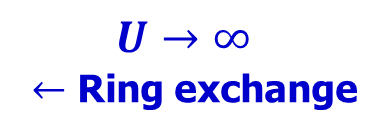 U → ∞
← Ring exchange